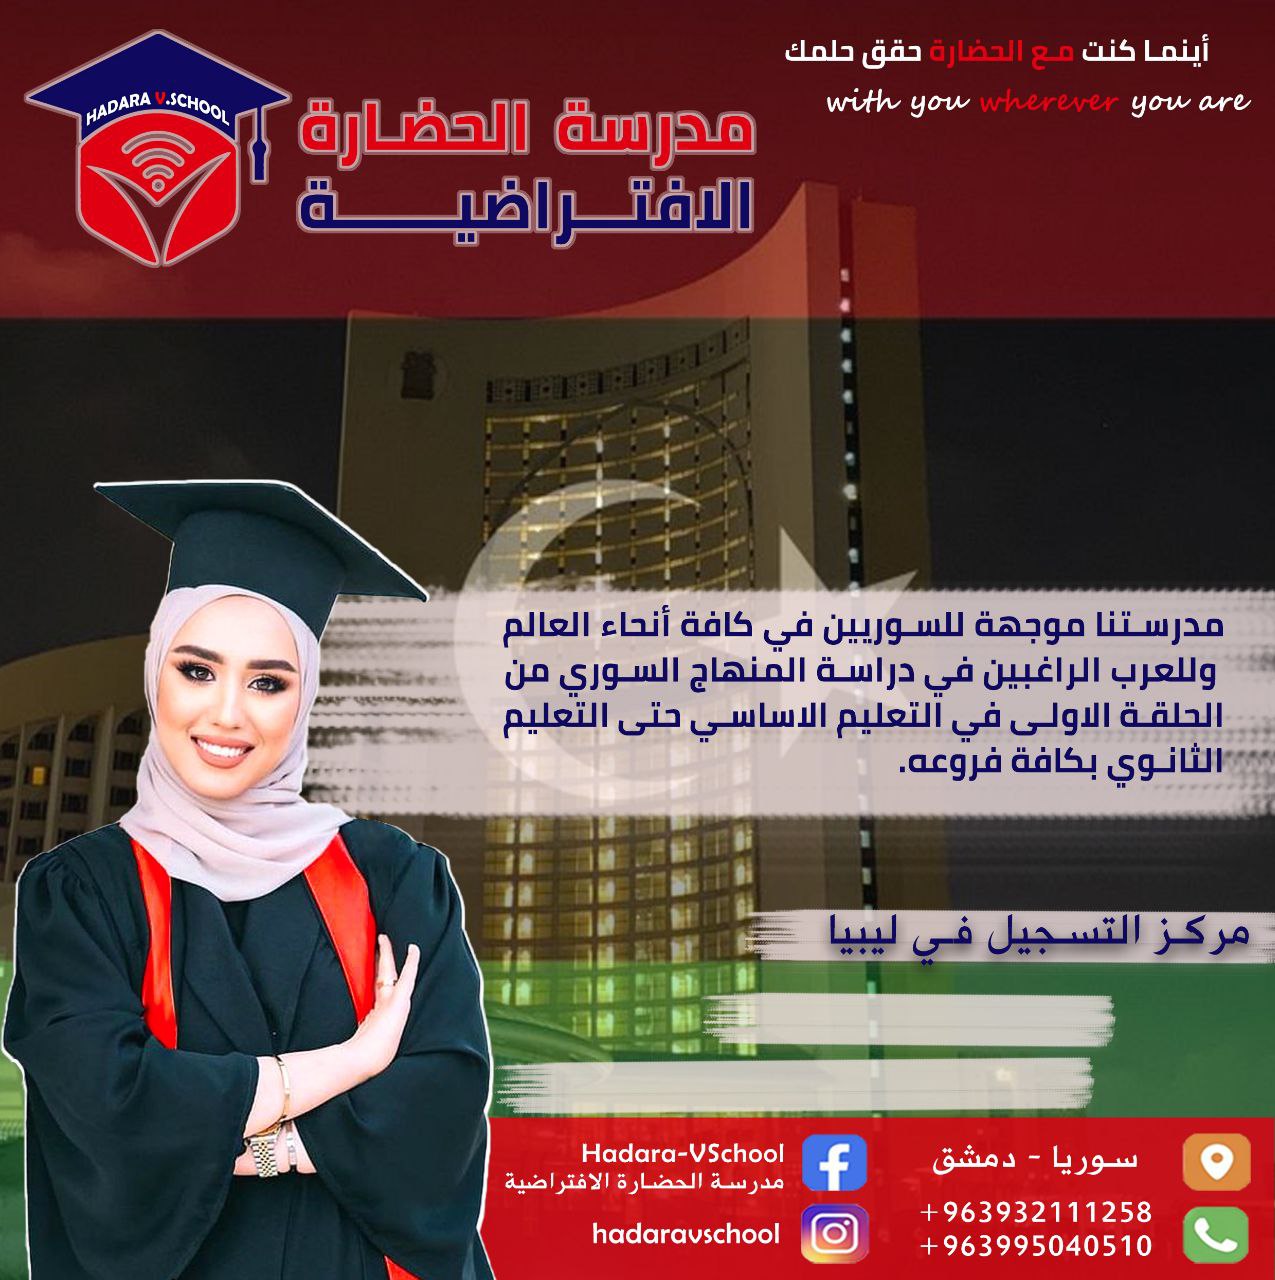 أينما كنت مع الحضارة حقق حلمك
with you wherever you are
HADARA V.SCHOOL
مدرسة الحضارة
الافتراضية
مدرستنا موجهة للسوريين في كافة أنحاء العالم
وللعرب الراغبين في دراسة المنهاج السوري من
الحلقة الاولى في التعليم الاساسي حتى التعليم
الثانوي بكافة فروعه.
مركز التسجيل في ليبيا
سوريا - دمشق
+963932111258
+963995040510
Hadara-VSchool
مدرسة الحضارة الافتراضية
hadaravschool